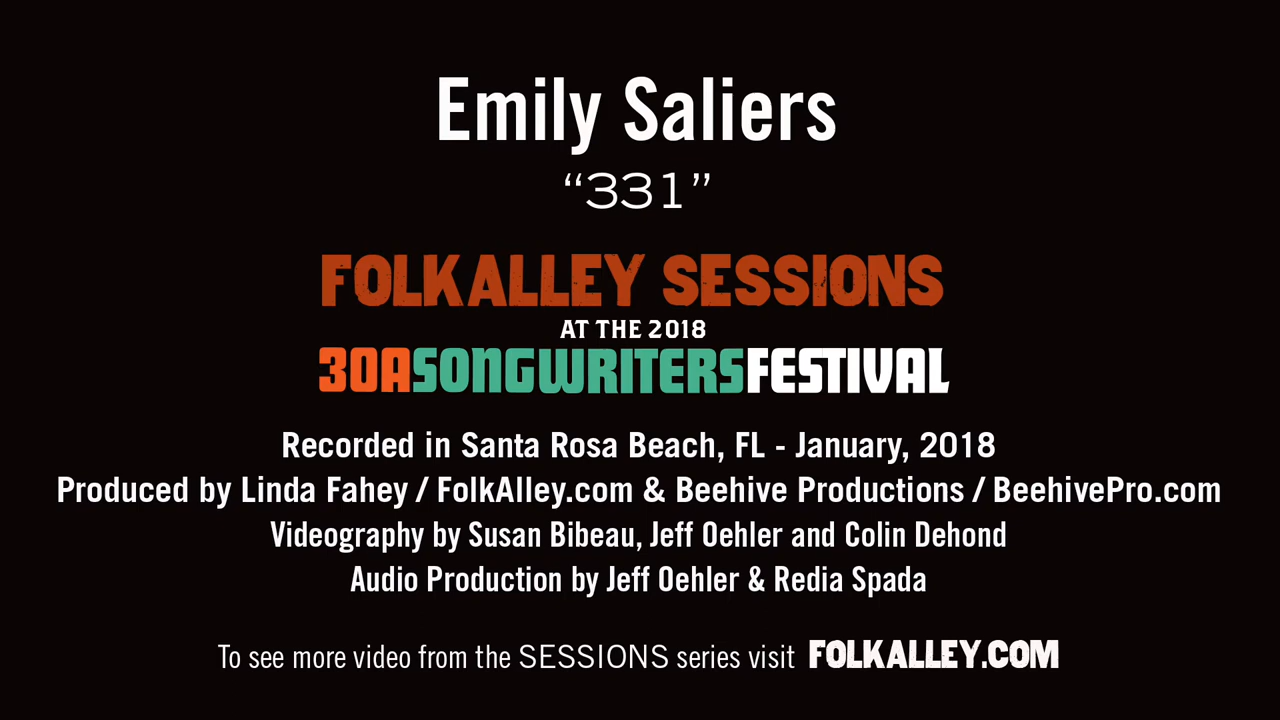 Emily Saliers
“331”
FOLKALLEY SESSIONS
AT THE 2018
30ASONGWRITERSFESTIVAL
Recorded in Santa Rosa Beach, FL - January, 2018
Produced by Linda Fahey / FolkAlley.com & Beehive Productions / BeehivePro.com
Videography by Susan Bibeau, Jeff Oehler and Colin Dehond
Audio Production by Jeff Oehler & Redia Spada
To see more video from the SESSIONS series visit FOLKALLEY.COM